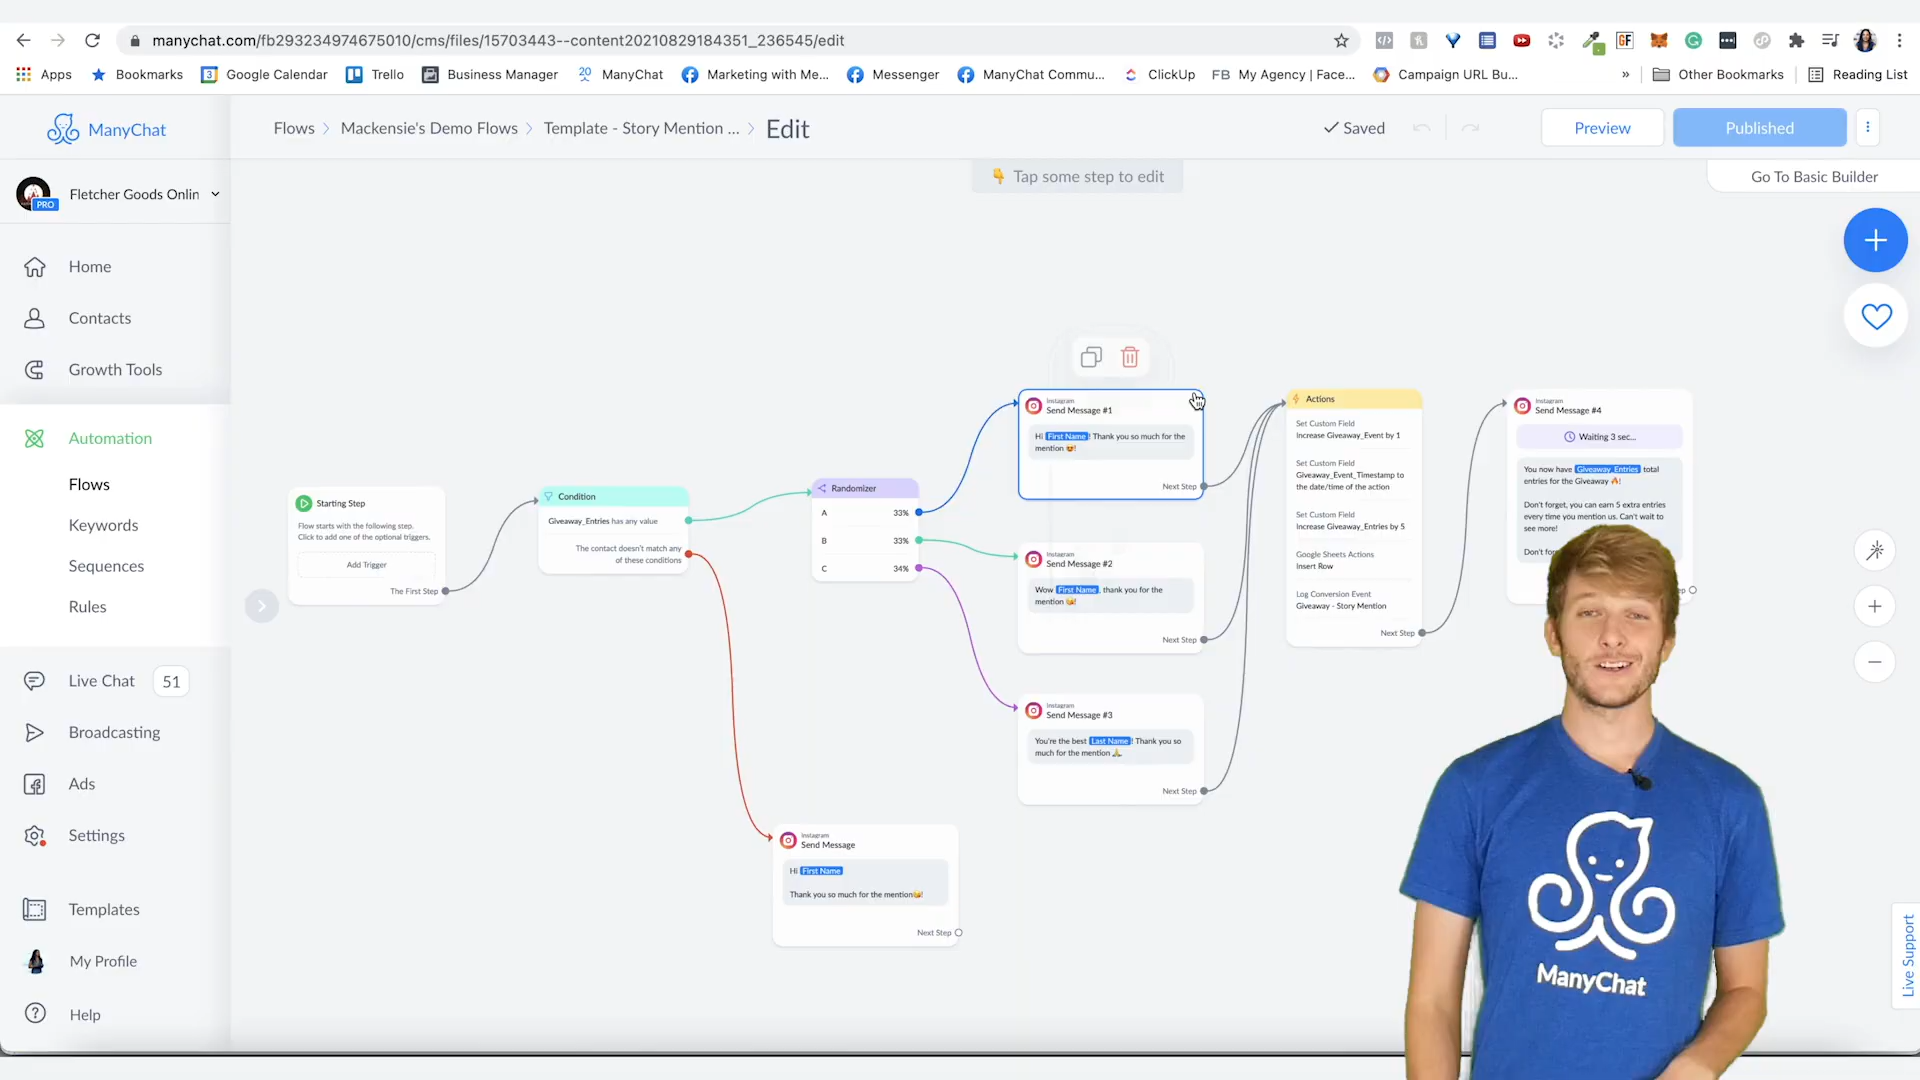 manychat.com/fb293234974675010/cms/files/15703443--content20210829184351_236545/edit
Apps
Bookmarks
Google Calendar
Trello
Business Manager
20
ManyChat
Marketing with Me...
Messenger
ManyChat Commu...
ClickUp
FB My Agency | Face...
Campaign URL Bu...
»
Other Bookmarks
Reading List
ManyChat
Flows > Mackensie's Demo Flows > Template - Story Mention ... > Edit
Saved
Preview
Published
Tap some step to edit
Go To Basic Builder
PRO
Fletcher Goods Onlin
Home
Contacts
Growth Tools
Automation
Flows
Keywords
Sequences
Rules
Live Chat
51
Broadcasting
Ads
Settings
Templates
My Profile
Help
Starting Step
Flow starts with the following step.
Click to add one of the optional triggers.
Add Trigger
The First Step
Condition
Giveaway_Entries has any value
The contact doesn't match any
of these conditions
Randomizer
A 33%
B 33%
C 34%
Instagram
Send Message #1
Hi First Name! Thank you so much for the
mention 😍!
Next Step
Instagram
Send Message #2
Wow First Name, thank you for the
mention 🤩!
Next Step
Instagram
Send Message #3
You're the best Last Name! Thank you so
much for the mention 🙏
Next Step
Instagram
Send Message
Hi First Name
Thank you so much for the mention🤩!
Next Step
Actions
Set Custom Field
Increase Giveaway_Event by 1
Set Custom Field
Giveaway_Event_Timestamp to
the date/time of the action
Set Custom Field
Increase Giveaway_Entries by 5
Google Sheets Actions
Insert Row
Log Conversion Event
Giveaway - Story Mention
Next Step
Instagram
Send Message #4
Waiting 3 sec...
You now have Giveaway_Entries total
entries for the Giveaway 🔥!
Don't forget, you can earn 5 extra entries
every time you mention us. Can't wait to
see more!
Don't
Live Support
ManyChat